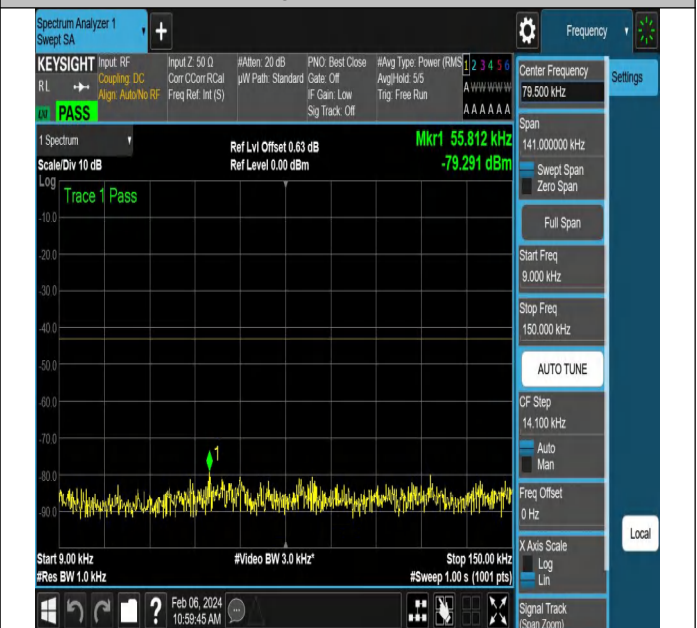 Spectrum Analyzer 1
Swept SA
+
Frequency
KEYSIGHT
RL
LXI
PASS
Input: RF
Coupling: DC
Align: Auto/No RF
Input Z: 50 Ω
Corr CCorr RCal
Freq Ref: Int (S)
#Atten: 20 dB
µW Path: Standard
PNO: Best Close
Gate: Off
IF Gain: Low
Sig Track: Off
#Avg Type: Power (RMS
Avg|Hold: 5/5
Trig: Free Run
1 2 3 4 5 6
A W W W W W
A A A A A A
1 Spectrum
Scale/Div 10 dB
Ref Lvl Offset 0.63 dB
Ref Level 0.00 dBm
Mkr1 55.812 kHz
-79.291 dBm
Log
Trace 1 Pass
-10.0
-20.0
-30.0
-40.0
-50.0
-60.0
-70.0
-80.0
-90.0
1
Start 9.00 kHz
#Res BW 1.0 kHz
#Video BW 3.0 kHz*
Stop 150.00 kHz
#Sweep 1.00 s (1001 pts)
?
Feb 06, 2024
10:59:45 AM
Center Frequency
79.500 kHz
Settings
Span
141.000000 kHz
Swept Span
Zero Span
Full Span
Start Freq
9.000 kHz
Stop Freq
150.000 kHz
AUTO TUNE
CF Step
14.100 kHz
Auto
Man
Freq Offset
0 Hz
Local
X Axis Scale
Log
Lin
Signal Track
(Span Zoom)